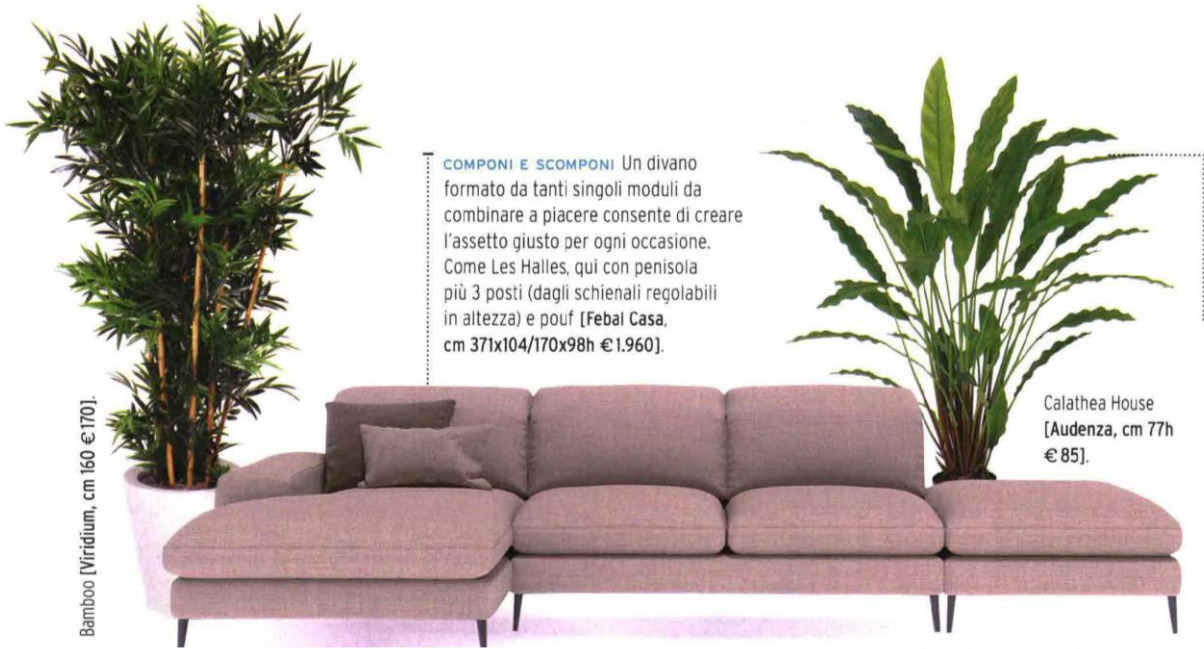 COMPONI E SCOMPONI Un divano
formato da tanti singoli moduli da
combinare a piacere consente di creare
l'assetto giusto per ogni occasione.
Come Les Halles, qui con penisola
più 3 posti (dagli schienali regolabili
in altezza) e pouf [Febal Casa,
cm 371x104/170x98h €1.960].
Calathea House
[Audenza, cm 77h
€85].
Bamboo [Viridium, cm 160 €170].